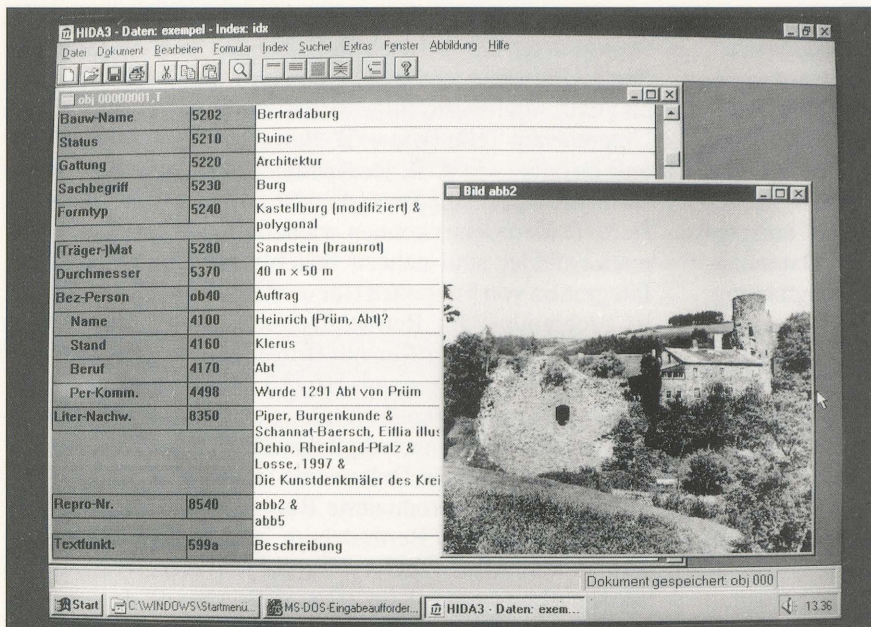 HIDA3 - Daten: exempel - Index: idx
Datei Dokument Bearbeiten Formular Index Suche! Extras Fenster Abbildung Hilfe
obj 00000001,T
Bauw-Name 5202 Bertradaburg
Status 5210 Ruine
Gattung 5220 Architektur
Sachbegriff 5230 Burg
Formtyp 5240 Kastellburg (modifiziert) &
polygonal
(Träger-)Mat 5280 Sandstein (braunrot)
Durchmesser 5370 40 m x 50 m
Bez-Person ob40 Auftrag
Name 4100 Heinrich (Prüm, Abt)?
Stand 4160 Klerus
Beruf 4170 Abt
Per-Komm. 4498 Wurde 1291 Abt von Prüm
Liter-Nachw. 8350 Piper, Burgenkunde &
Schannat-Baersch, Eiflia illus
Dehio, Rheinland-Pfalz &
Losse, 1997 &
Die Kunstdenkmäler des Krei
Repro-Nr. 8540 abb2 &
abb5
Textfunkt. 599a Beschreibung
Bild abb2
Dokument gespeichert: obj 000
Start C:\WINDOWS\Startmenü... MS-DOS-Eingabeaufforder... HIDA3 - Daten: exem... 13.36